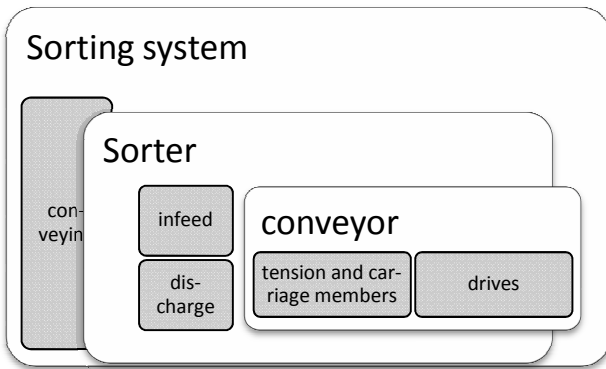 Sorting system
Sorter
con-
veyin
infeed
dis-
charge
conveyor
tension and car-
riage members
drives